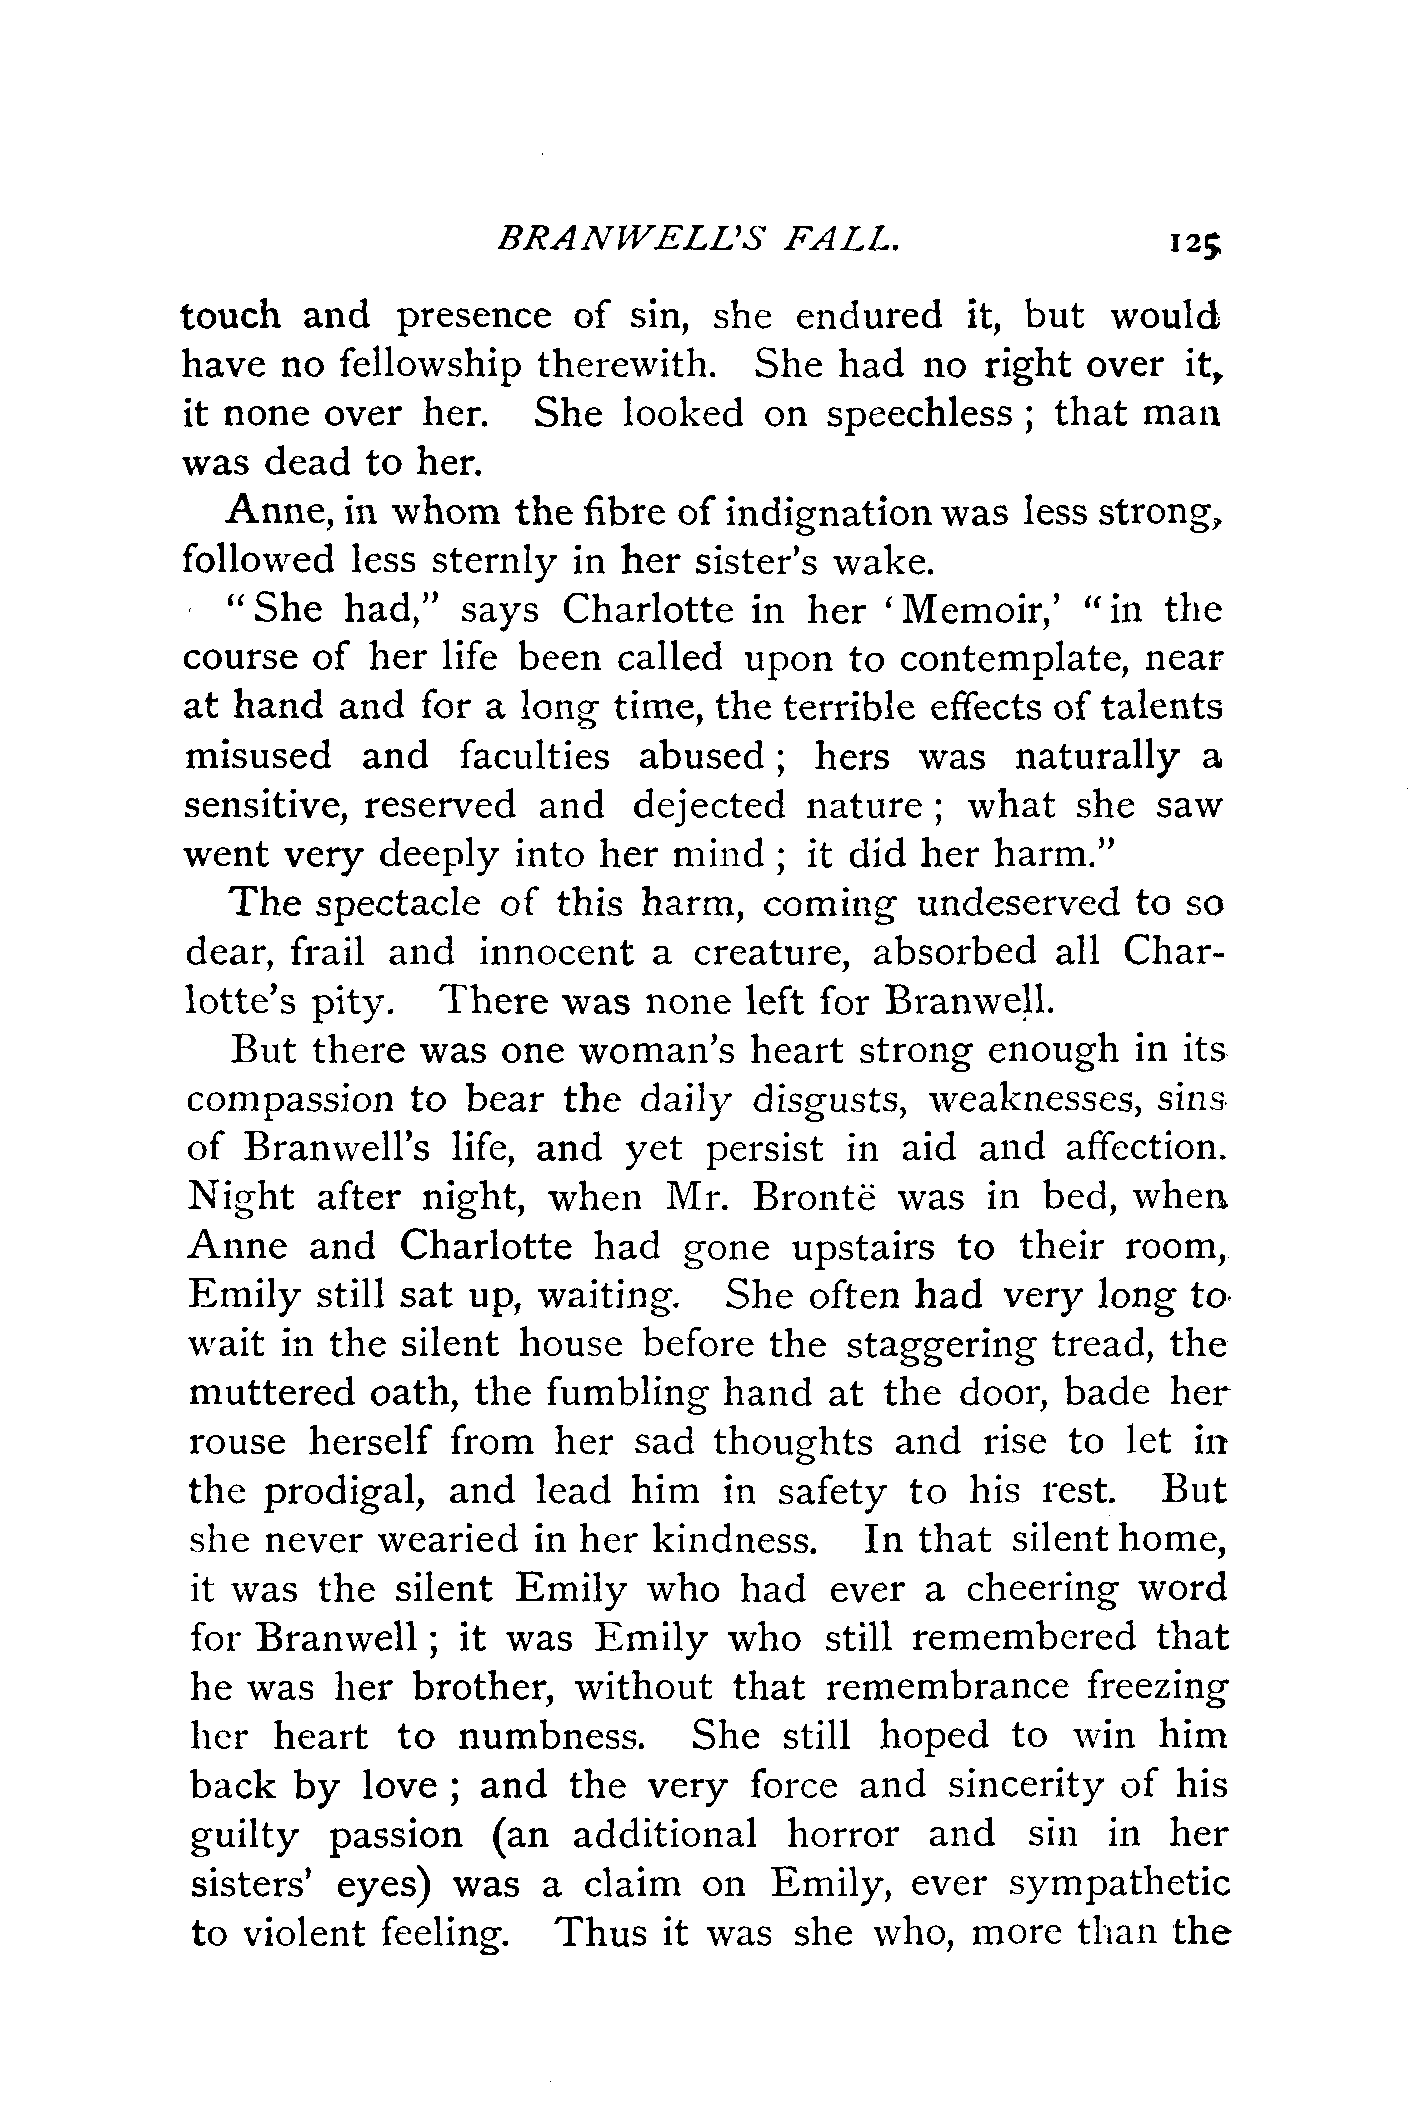 BRANWELL'S FALL. 125
touch and presence of sin, she endured it, but would
have no fellowship therewith. She had no right over it,
it none over her. She looked on speechless ; that man
was dead to her.
Anne, in whom the fibre of indignation was less strong,
followed less sternly in her sister's wake.
“ She had,” says Charlotte in her ‘ Memoir,’ “ in the
course of her life been called upon to contemplate, near
at hand and for a long time, the terrible effects of talents
misused and faculties abused ; hers was naturally a
sensitive, reserved and dejected nature ; what she saw
went very deeply into her mind ; it did her harm.”
The spectacle of this harm, coming undeserved to so
dear, frail and innocent a creature, absorbed all Char-
lotte's pity. There was none left for Branwell.
But there was one woman's heart strong enough in its
compassion to bear the daily disgusts, weaknesses, sins
of Branwell's life, and yet persist in aid and affection.
Night after night, when Mr. Brontë was in bed, when
Anne and Charlotte had gone upstairs to their room,
Emily still sat up, waiting. She often had very long to
wait in the silent house before the staggering tread, the
muttered oath, the fumbling hand at the door, bade her
rouse herself from her sad thoughts and rise to let in
the prodigal, and lead him in safety to his rest. But
she never wearied in her kindness. In that silent home,
it was the silent Emily who had ever a cheering word
for Branwell ; it was Emily who still remembered that
he was her brother, without that remembrance freezing
her heart to numbness. She still hoped to win him
back by love ; and the very force and sincerity of his
guilty passion (an additional horror and sin in her
sisters' eyes) was a claim on Emily, ever sympathetic
to violent feeling. Thus it was she who, more than the